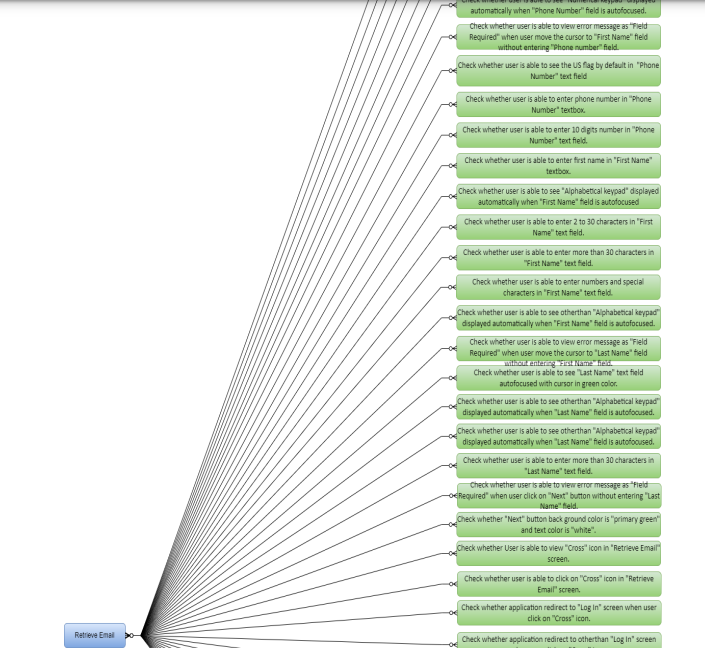 Check whether user is able to see "Numerical keypad" displayed
automatically when "Phone Number" field is autofocused.
Check whether user is able to view error message as "Field
Required" when user move the cursor to "First Name" field
without entering "Phone number" field.
Check whether user is able to see the US flag by default in "Phone
Number" text field
Check whether user is able to enter phone number in "Phone
Number" textbox.
Check whether user is able to enter 10 digits number in "Phone
Number" text field.
Check whether user is able to enter first name in "First Name"
textbox.
Check whether user is able to see "Alphabetical keypad" displayed
automatically when "First Name" field is autofocused
Check whether user is able to enter 2 to 30 characters in "First
Name" text field.
Check whether user is able to enter more than 30 characters in
"First Name" text field.
Check whether user is able to enter numbers and special
characters in "First Name" text field.
Check whether user is able to see otherthan "Alphabetical keypad"
displayed automatically when "First Name" field is autofocused.
Check whether user is able to view error message as "Field
Required" when user move the cursor to "Last Name" field
without entering "First Name" field.
Check whether user is able to see "Last Name" text field
autofocused with cursor in green color.
Check whether user is able to see otherthan "Alphabetical keypad"
displayed automatically when "Last Name" field is autofocused.
Check whether user is able to see otherthan "Alphabetical keypad"
displayed automatically when "Last Name" field is autofocused.
Check whether user is able to enter more than 30 characters in
"Last Name" text field.
Check whether user is able to view error message as "Field
Required" when user click on "Next" button without entering "Last
Name" field.
Check whether "Next" button back ground color is "primary green"
and text color is "white".
Check whether User is able to view "Cross" icon in "Retrieve Email"
screen.
Check whether user is able to click on "Cross" icon in "Retrieve
Email" screen.
Check whether application redirect to "Log In" screen when user
click on "Cross" icon.
Retrieve Email
Check whether application redirect to otherthan "Log In" screen